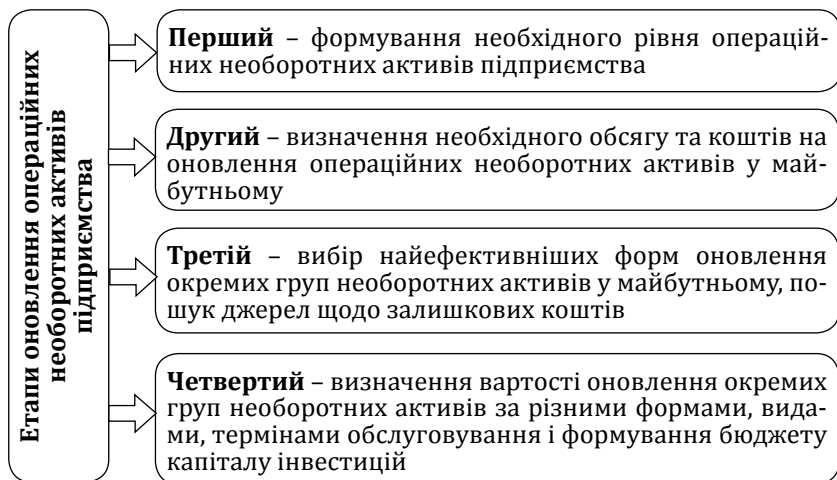 Етапи оновлення операційних
необоротних активів
підприємства
Перший – формування необхідного рівня операцій-
них необоротних активів підприємства
Другий – визначення необхідного обсягу та коштів на
оновлення операційних необоротних активів у май-
бутньому
Третій – вибір найефективніших форм оновлення
окремих груп необоротних активів у майбутньому, по-
шук джерел щодо залишкових коштів
Четвертий – визначення вартості оновлення окремих
груп необоротних активів за різними формами, вида-
ми, термінами обслуговування і формування бюджету
капіталу інвестицій